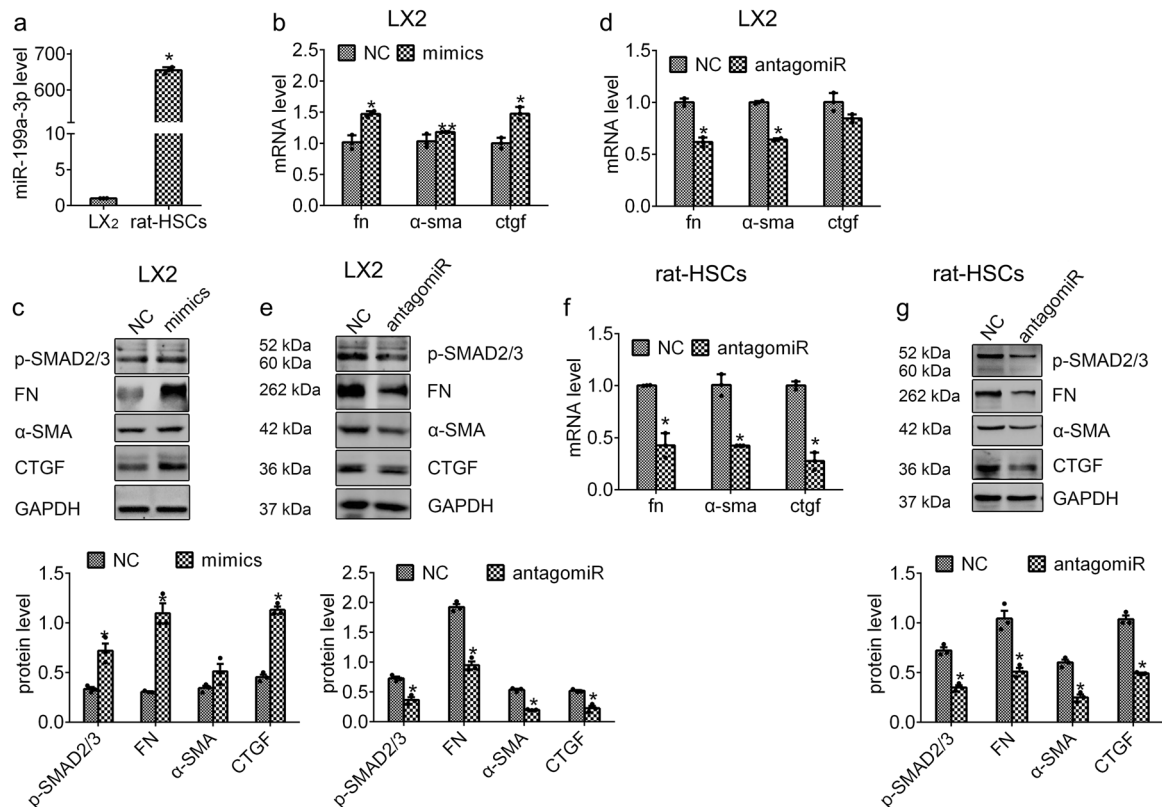 a
miR-199a-3p level
700
600
10
5
0
*
LX2 rat-HSCs
b
LX2
NC mimics
mRNA level
2.5
2.0
1.5
1.0
0.5
0.0
* ** *
fn α-sma ctgf
d
LX2
NC antagomiR
mRNA level
1.5
1.0
0.5
0.0
* *
fn α-sma ctgf
c
LX2
NC mimics
p-SMAD2/3
FN
α-SMA
CTGF
GAPDH
NC mimics
protein level
1.5
1.0
0.5
0.0
* * *
p-SMAD2/3 FN α-SMA CTGF
e
LX2
NC antagomiR
52 kDa
60 kDa p-SMAD2/3
262 kDa FN
42 kDa α-SMA
36 kDa CTGF
37 kDa GAPDH
NC antagomiR
protein level
2.5
2.0
1.5
1.0
0.5
0.0
* * * *
p-SMAD2/3 FN α-SMA CTGF
f
rat-HSCs
NC antagomiR
mRNA level
1.5
1.0
0.5
0.0
* * *
fn α-sma ctgf
g
rat-HSCs
NC antagomiR
52 kDa
60 kDa p-SMAD2/3
262 kDa FN
42 kDa α-SMA
36 kDa CTGF
37 kDa GAPDH
NC antagomiR
protein level
1.5
1.0
0.5
0.0
* * * *
p-SMAD2/3 FN α-SMA CTGF